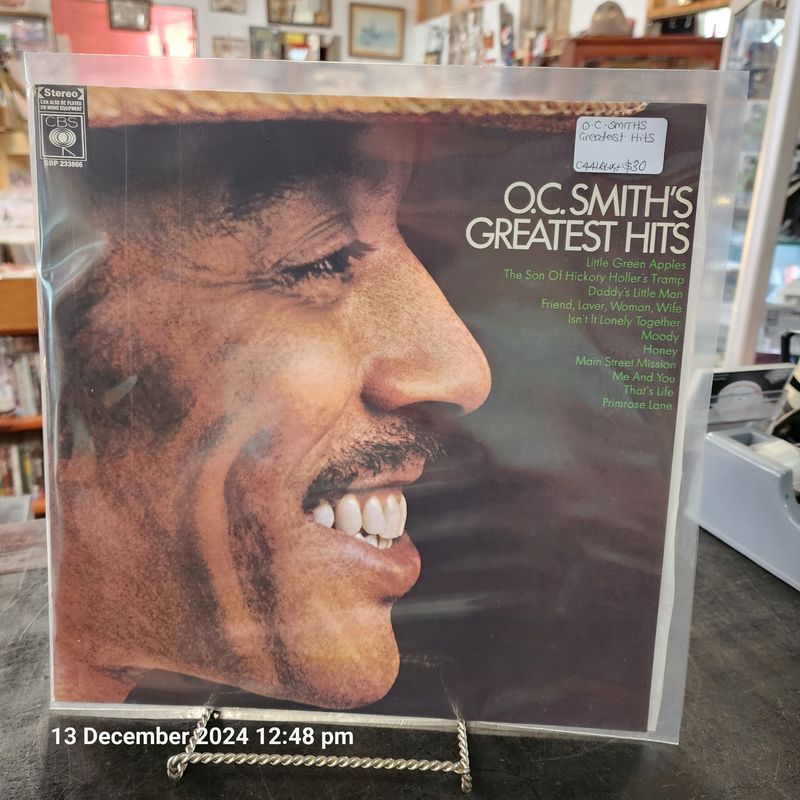 Stereo
CAN ALSO BE PLAYED
ON MONO EQUIPMENT
CBS
SBP 233866
O.C. SMITHS
Greatest Hits
$30
O.C. SMITH'S
GREATEST HITS
Little Green Apples
The Son Of Hickory Holler's Tramp
Daddy's Little Man
Friend, Lover, Woman, Wife
Isn't It Lonely Together
Moody
Honey
Main Street Mission
Me And You
That's Life
Primrose Lane
13 December 2024 12:48 pm